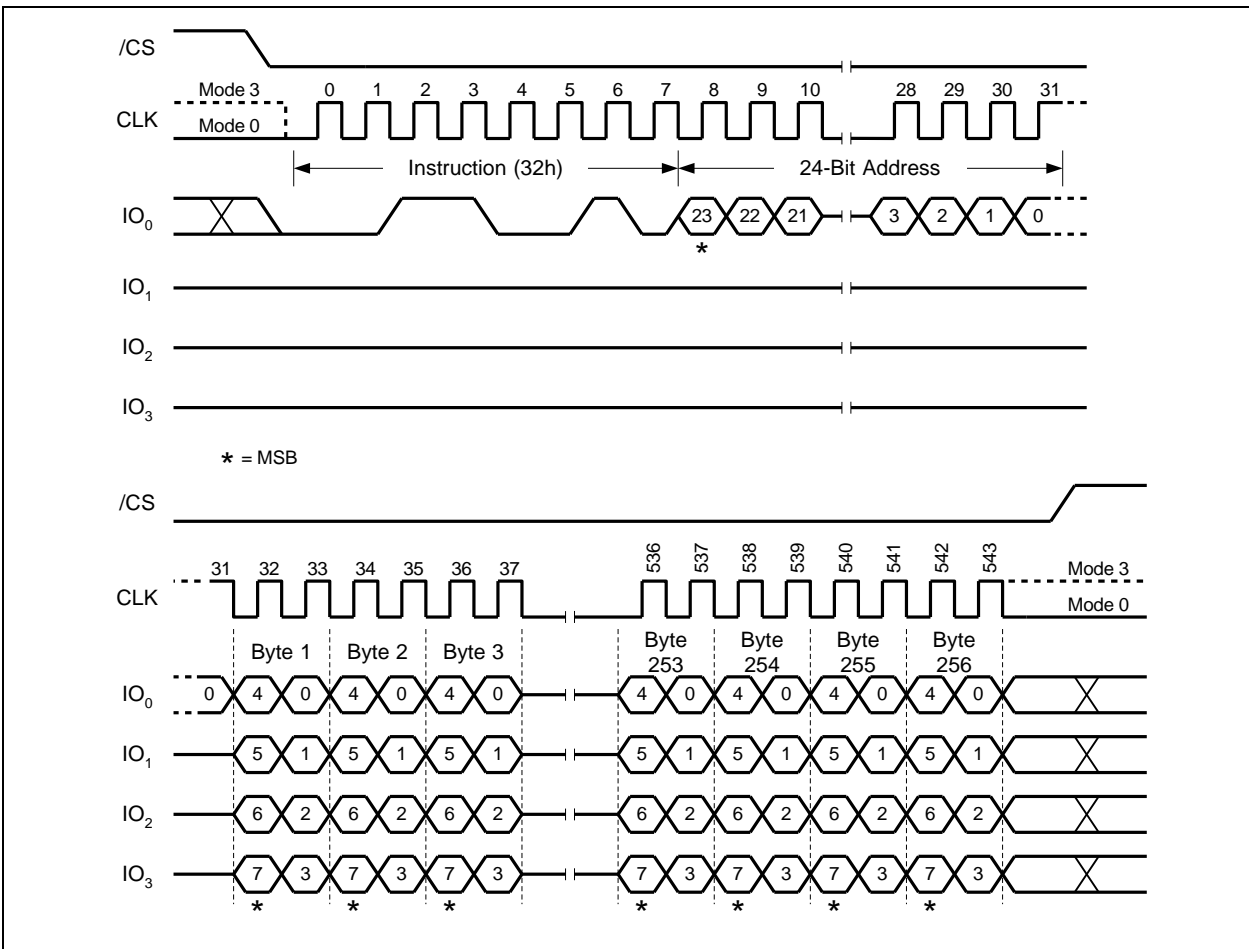 /CS
Mode 3 0 1 2 3 4 5 6 7 8 9 10 28 29 30 31
CLK
Mode 0
Instruction (32h) 24-Bit Address
IO0 23 22 21 3 2 1 0
*
IO1
IO2
IO3
* = MSB
/CS
31 32 33 34 35 36 37 536 537 538 539 540 541 542 543 Mode 3
CLK
Mode 0
Byte 1 Byte 2 Byte 3 Byte 253 Byte 254 Byte 255 Byte 256
IO0 0 4 0 4 0 4 0 4 0 4 0 4 0 4 0
IO1 5 1 5 1 5 1 5 1 5 1 5 1 5 1
IO2 6 2 6 2 6 2 6 2 6 2 6 2 6 2
IO3 7 3 7 3 7 3 7 3 7 3 7 3 7 3
* * * * * * *